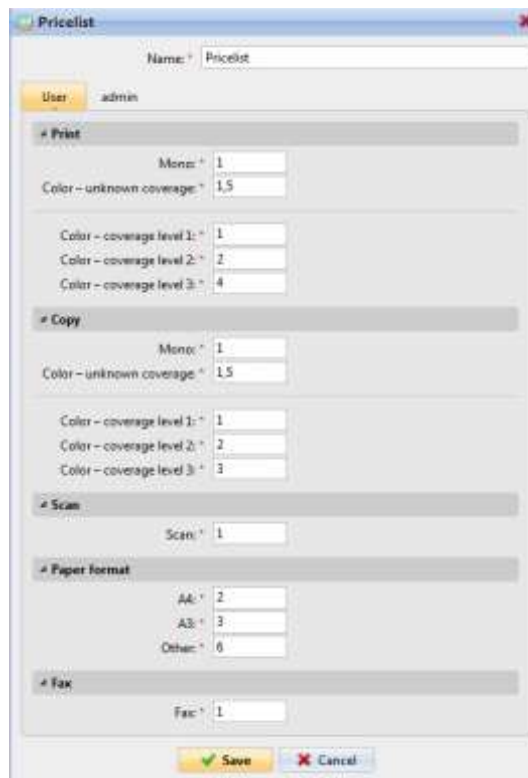 Pricelist
Name: * Pricelist
User admin
Print
Mono: * 1
Color – unknown coverage: * 1,5
Color – coverage level 1: * 1
Color – coverage level 2: * 2
Color – coverage level 3: * 4
Copy
Mono: * 1
Color – unknown coverage: * 1,5
Color – coverage level 1: * 1
Color – coverage level 2: * 2
Color – coverage level 3: * 3
Scan
Scan: * 1
Paper format
A4: * 2
A3: * 3
Other: * 6
Fax
Fax: * 1
Save Cancel